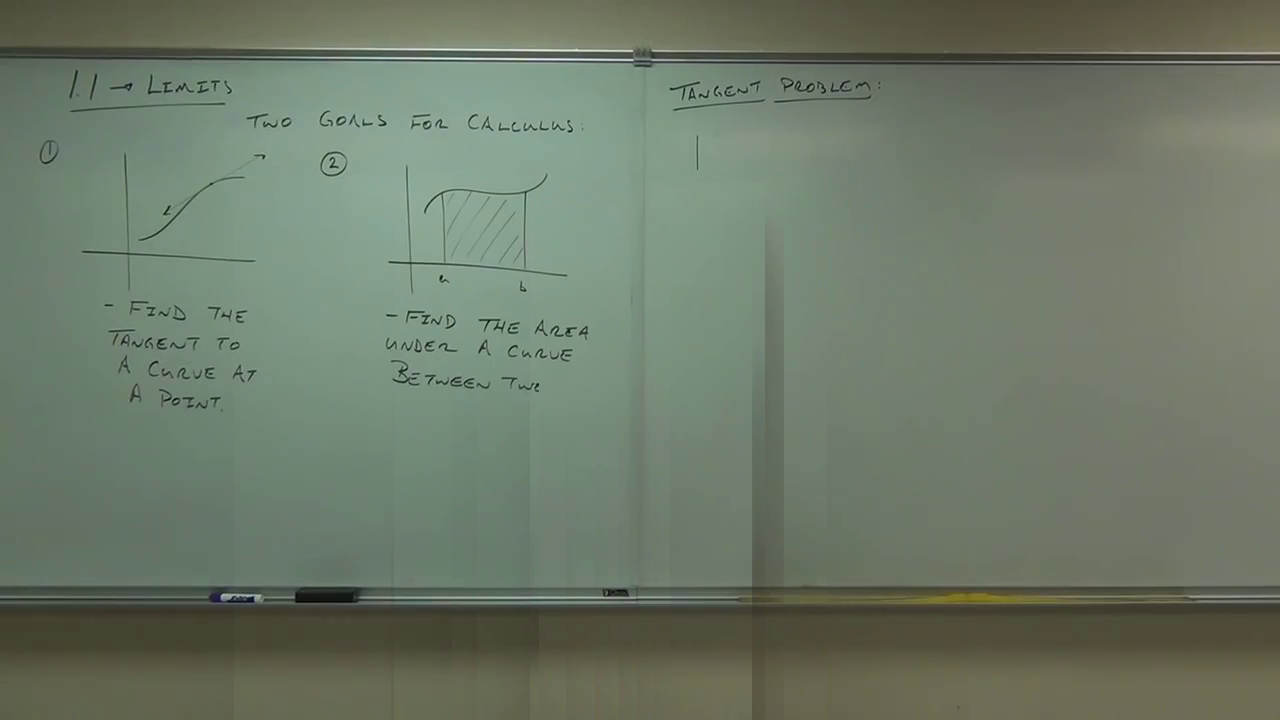 1.1 → LIMITS
TWO GOALS FOR CALCULUS:
①
②
a
b
- FIND THE
TANGENT TO
A CURVE AT
A POINT.
- FIND THE AREA
UNDER A CURVE
BETWEEN TWO
TANGENT PROBLEM: